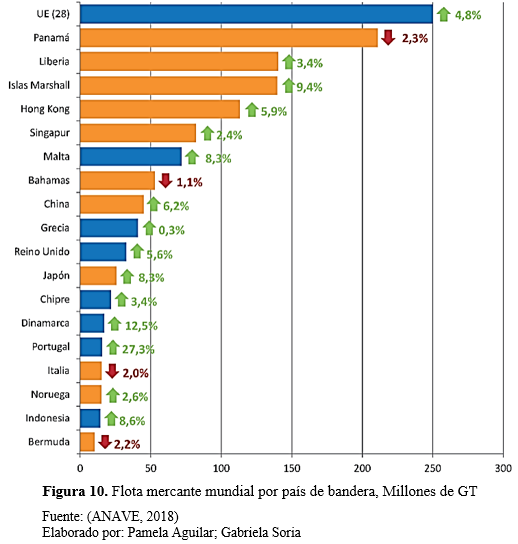 UE (28) 4,8%
Panamá 2,3%
Liberia 3,4%
Islas Marshall 9,4%
Hong Kong 5,9%
Singapur 2,4%
Malta 8,3%
Bahamas 1,1%
China 6,2%
Grecia 0,3%
Reino Unido 5,6%
Japón 8,3%
Chipre 3,4%
Dinamarca 12,5%
Portugal 27,3%
Italia 2,0%
Noruega 2,6%
Indonesia 8,6%
Bermuda 2,2%
0 50 100 150 200 250 300
Figura 10. Flota mercante mundial por país de bandera, Millones de GT
Fuente: (ANAVE, 2018)
Elaborado por: Pamela Aguilar; Gabriela Soria